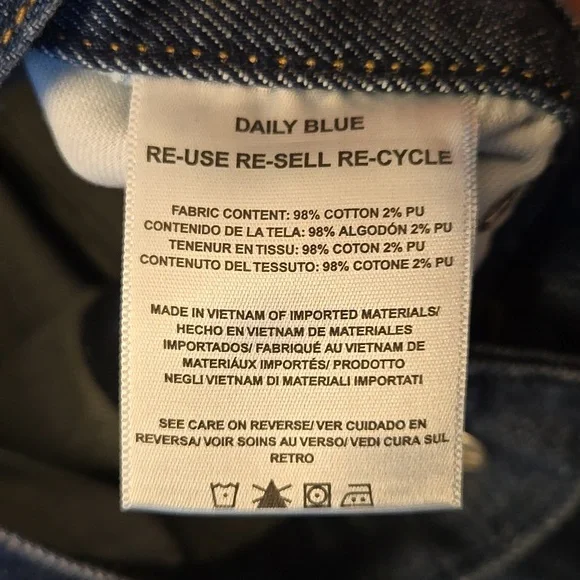 DAILY BLUE
RE-USE RE-SELL RE-CYCLE
FABRIC CONTENT: 98% COTTON 2% PU
CONTENIDO DE LA TELA: 98% ALGODÓN 2% PU
TENENUR EN TISSU: 98% COTON 2% PU
CONTENUTO DEL TESSUTO: 98% COTONE 2% PU
MADE IN VIETNAM OF IMPORTED MATERIALS/
HECHO EN VIETNAM DE MATERIALES
IMPORTADOS/ FABRIQUÉ AU VIETNAM DE
MATERIÁUX IMPORTÉS/ PRODOTTO
NEGLI VIETNAM DI MATERIALI IMPORTATI
SEE CARE ON REVERSE/ VER CUIDADO EN
REVERSA/ VOIR SOINS AU VERSO/ VEDI CURA SUL
RETRO